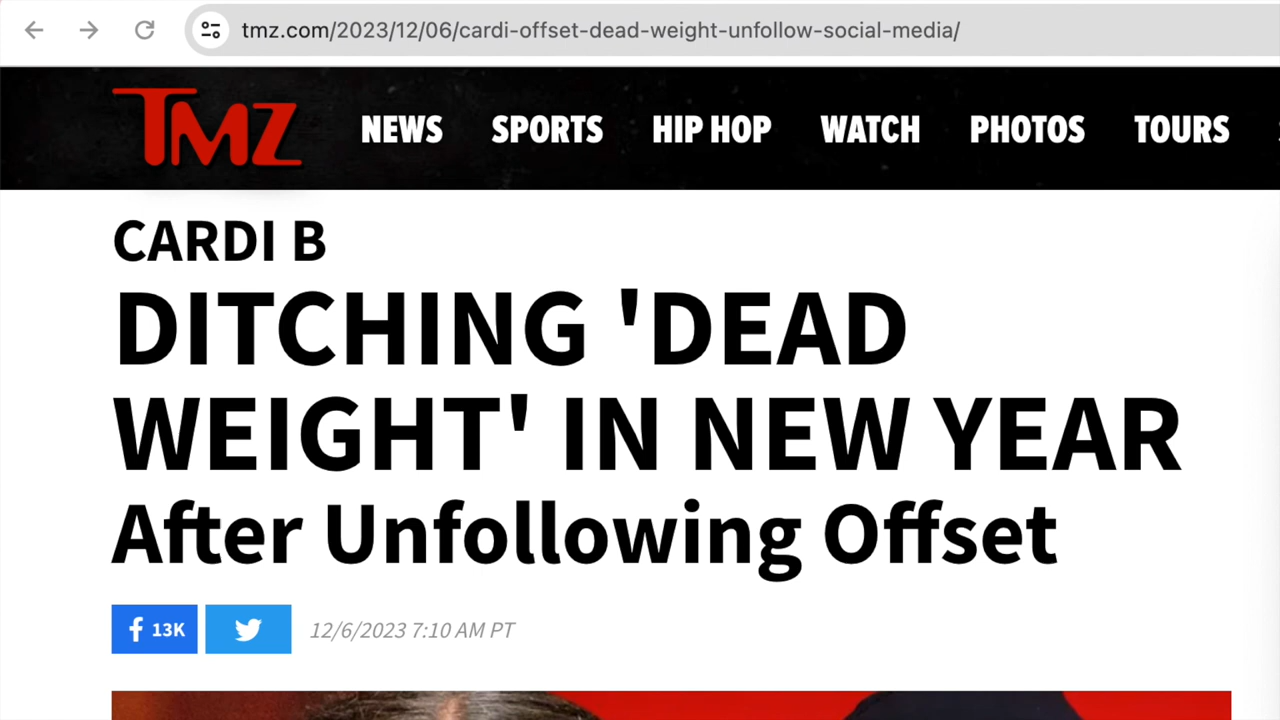 tmz.com/2023/12/06/cardi-offset-dead-weight-unfollow-social-media/
TMZ NEWS SPORTS HIP HOP WATCH PHOTOS TOURS
CARDI B
DITCHING 'DEAD
WEIGHT' IN NEW YEAR
After Unfollowing Offset
13K 12/6/2023 7:10 AM PT